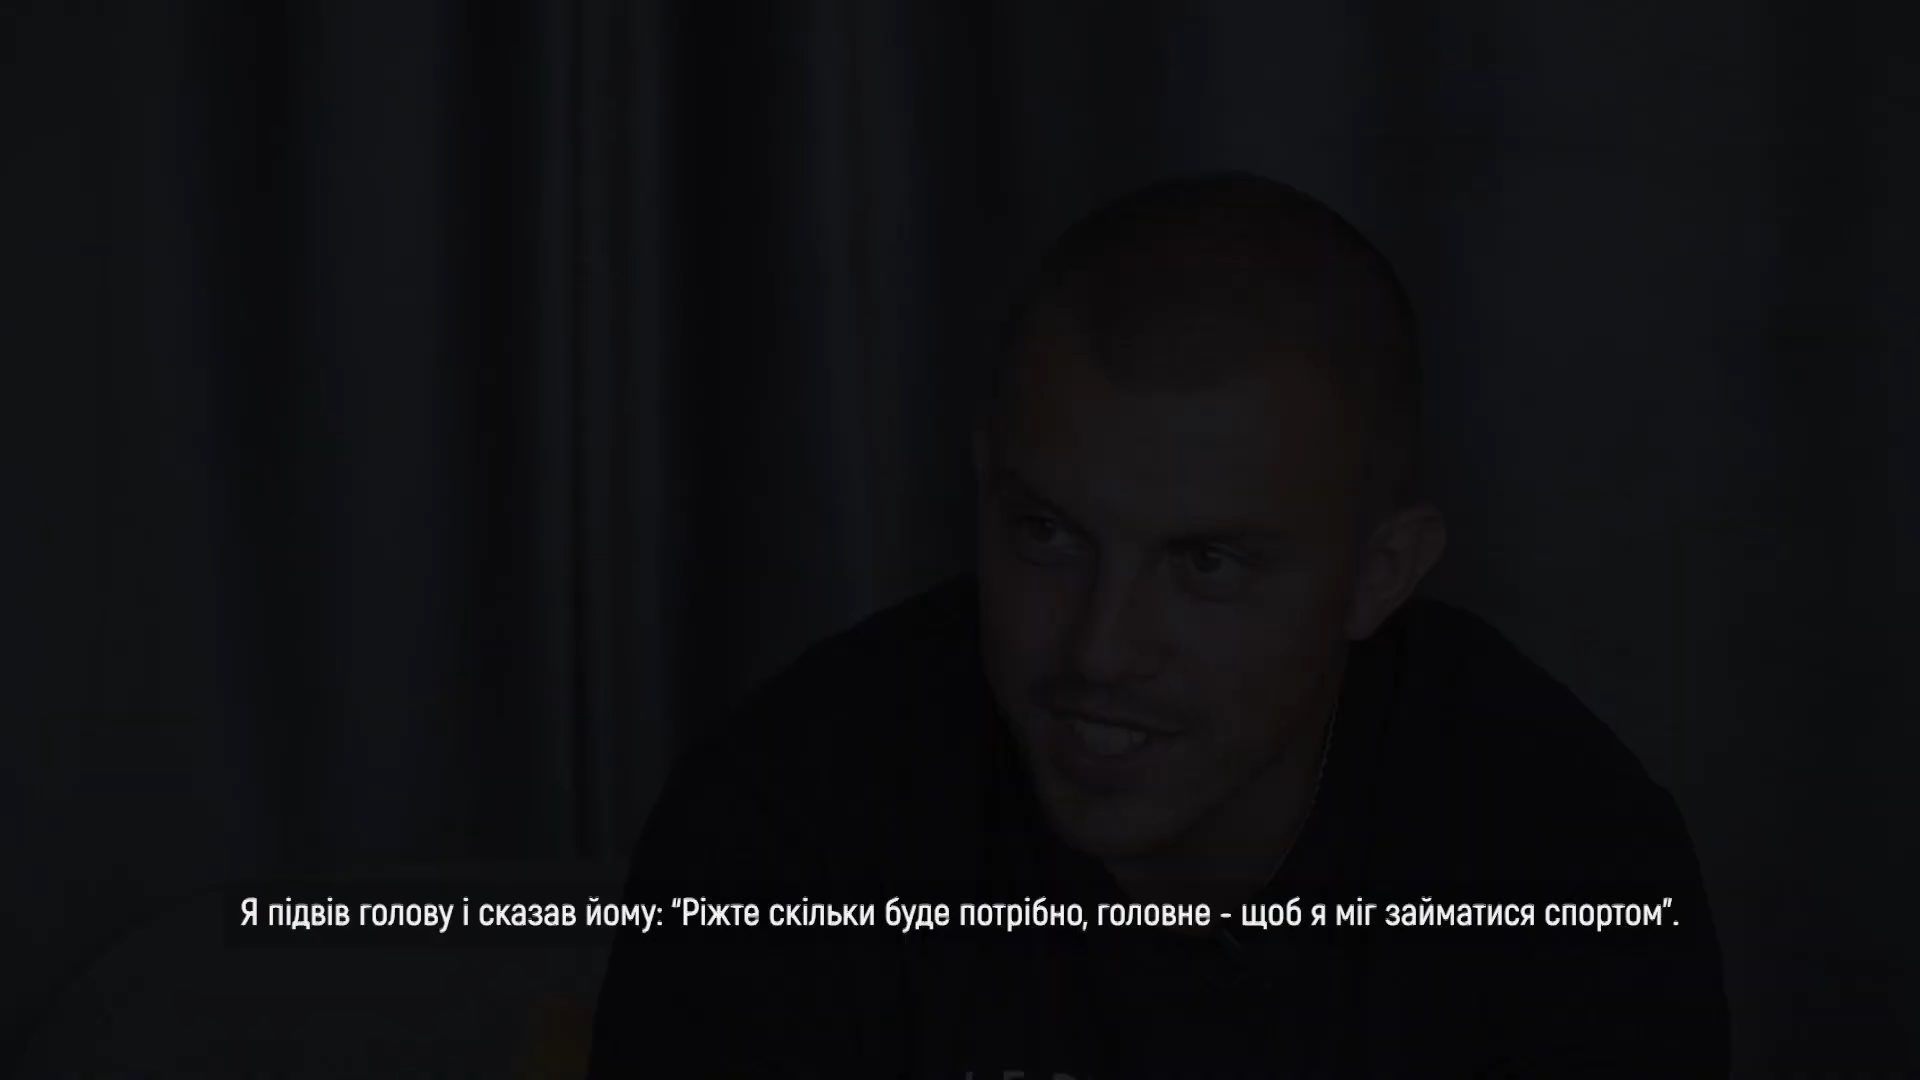 Я підвів голову і сказав йому: “Ріжте скільки буде потрібно, головне - щоб я міг займатися спортом”.